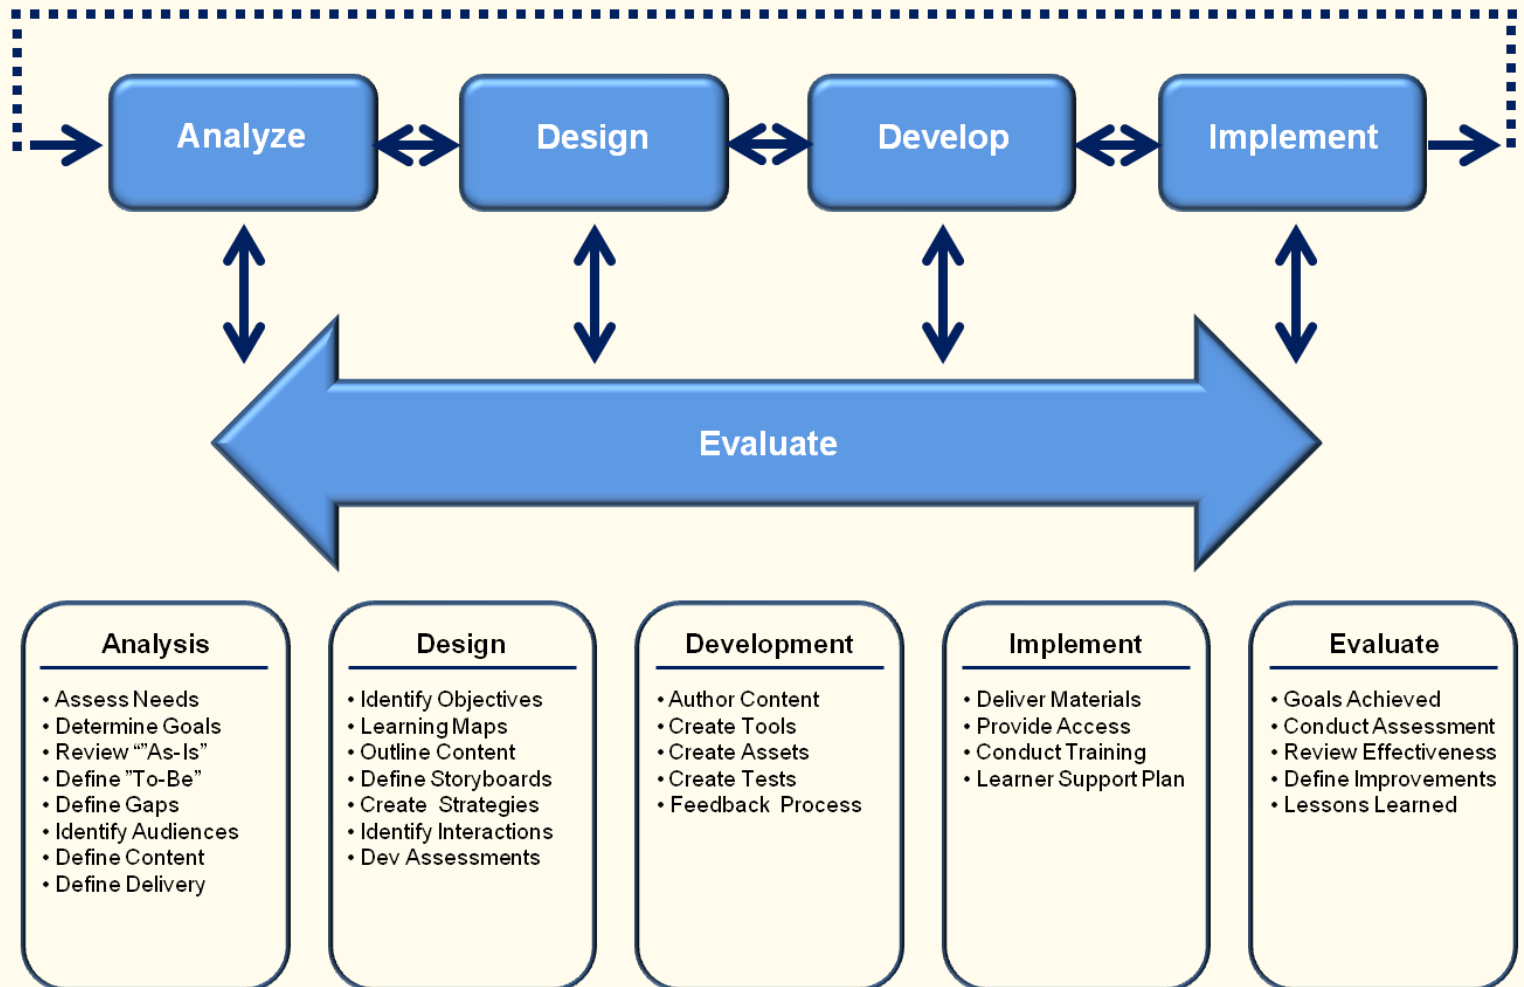 Analyze
Design
Develop
Implement
Evaluate
Analysis
• Assess Needs
• Determine Goals
• Review “”As-Is”
• Define ”To-Be”
• Define Gaps
• Identify Audiences
• Define Content
• Define Delivery
Design
• Identify Objectives
• Learning Maps
• Outline Content
• Define Storyboards
• Create  Strategies
• Identify Interactions
• Dev Assessments
Development
• Author Content
• Create Tools
• Create Assets
• Create Tests
• Feedback  Process
Implement
• Deliver Materials
• Provide Access
• Conduct Training
• Learner Support Plan
Evaluate
• Goals Achieved
• Conduct Assessment
• Review Effectiveness
• Define Improvements
• Lessons Learned